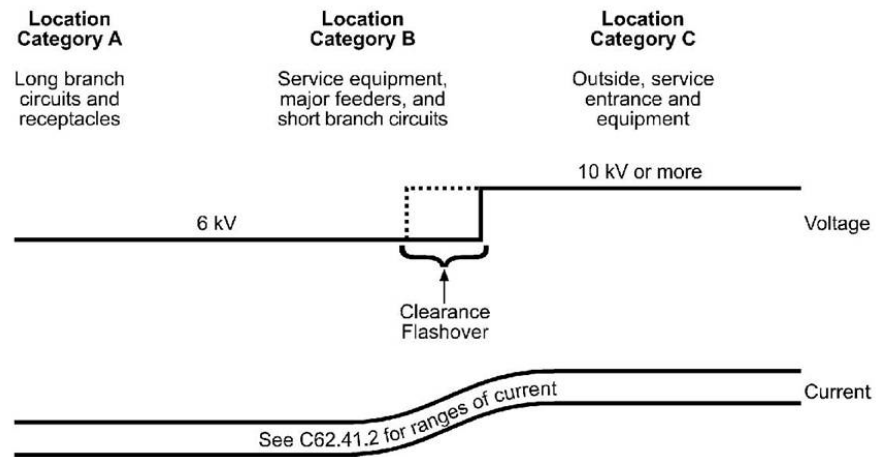 Location
Category A
Location
Category B
Location
Category C
Long branch
circuits and
receptacles
Service equipment,
major feeders, and
short branch circuits
Outside, service
entrance and
equipment
10 kV or more
6 kV
Voltage
Clearance
Flashover
Current
See C62.41.2 for ranges of current